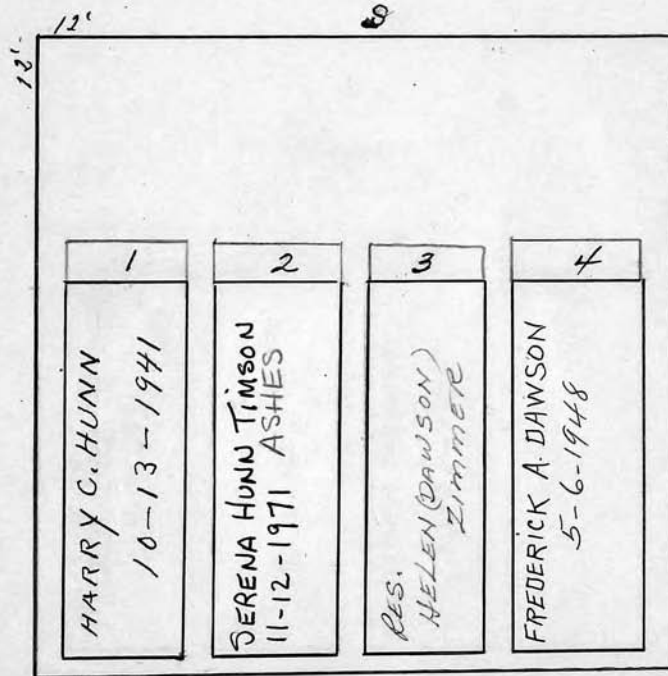 12'
12'
1
2
3
4
HARRY C. HUNN
10-13-1941
SERENA HUNN TIMSON
11-12-1971 ASHES
RES.
HELEN (DAWSON)
ZIMMER
FREDERICK A. DAWSON
5-6-1948